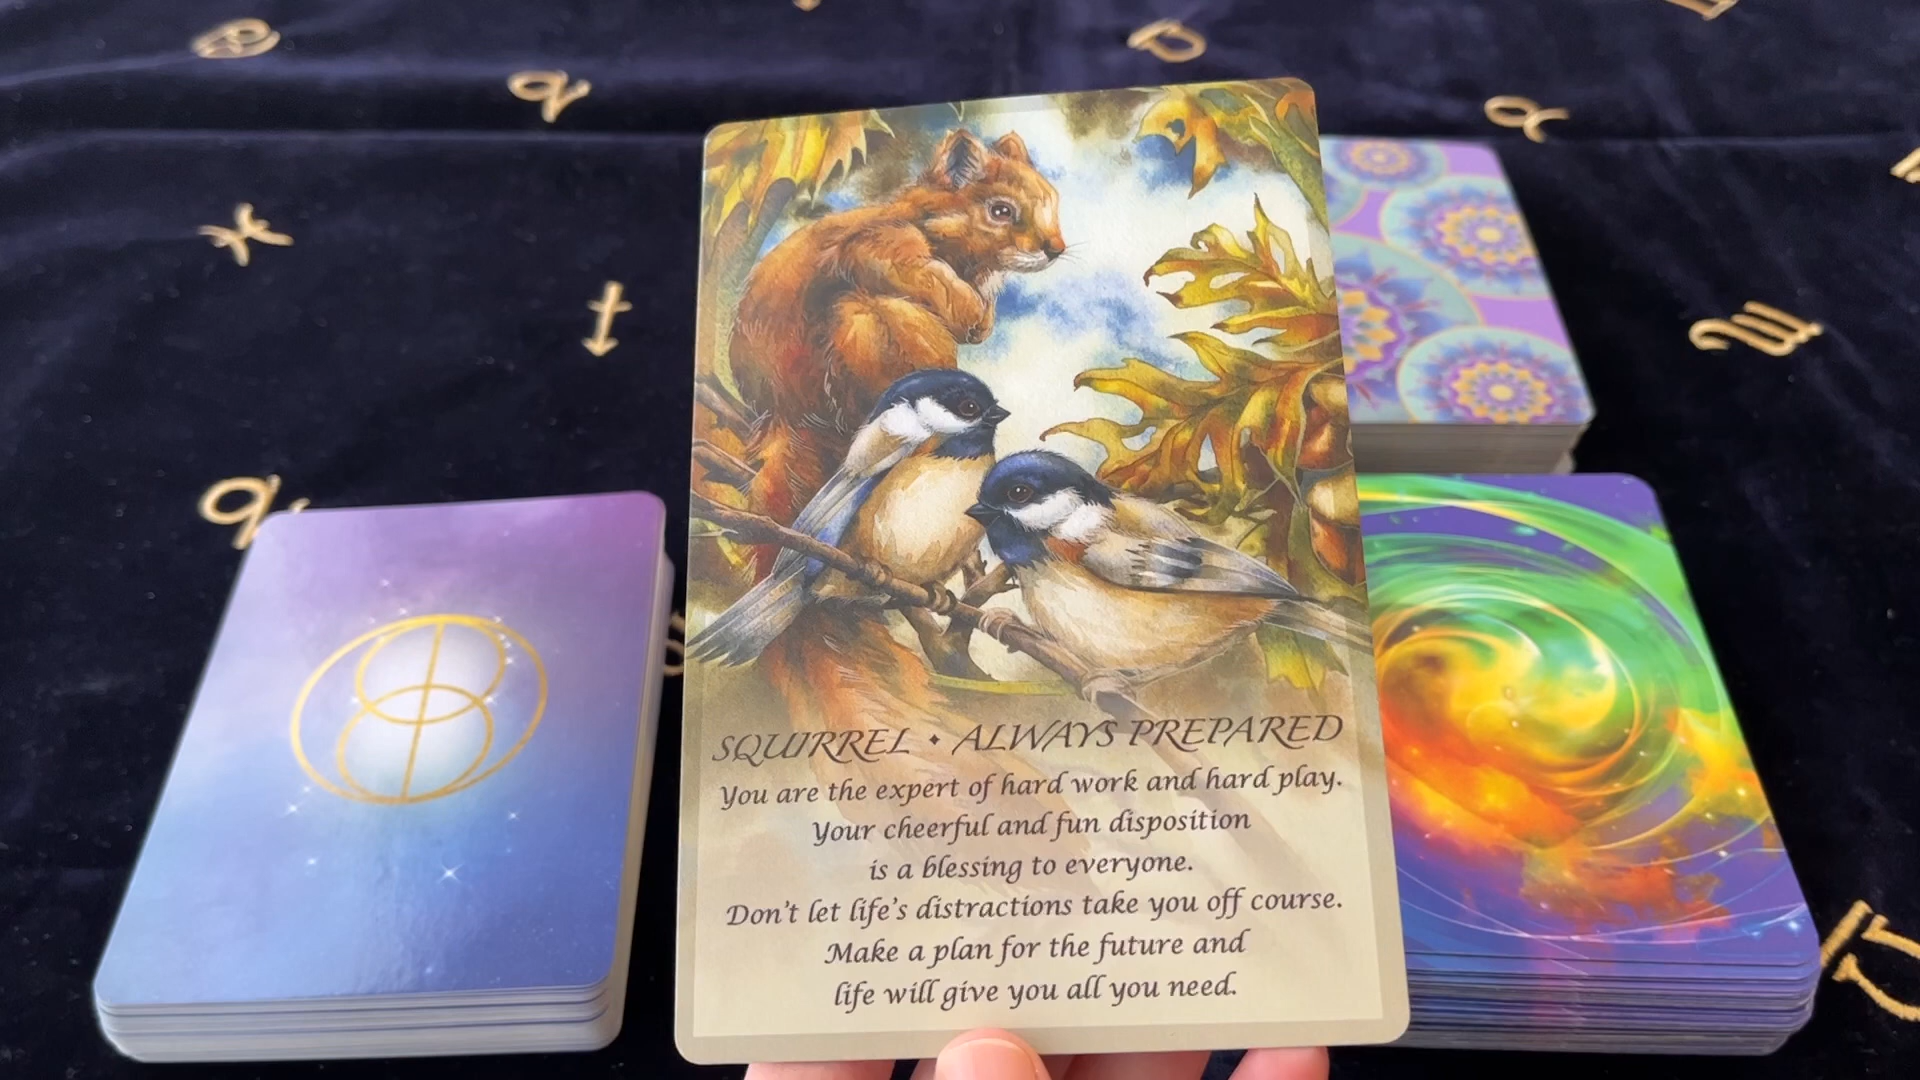 SQUIRREL • ALWAYS PREPARED
You are the expert of hard work and hard play.
Your cheerful and fun disposition
is a blessing to everyone.
Don't let life's distractions take you off course.
Make a plan for the future and
life will give you all you need.